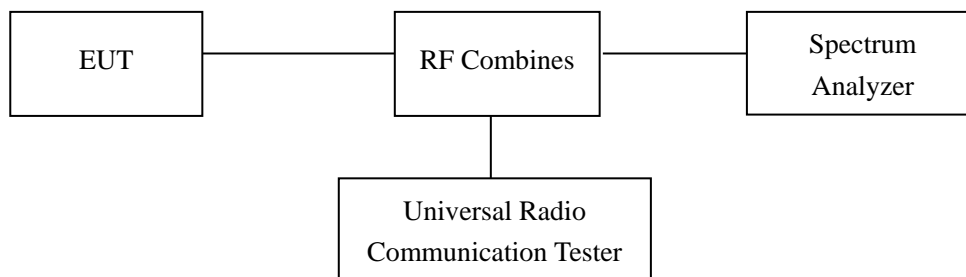 EUT
RF Combines
Spectrum
Analyzer
Universal Radio
Communication Tester